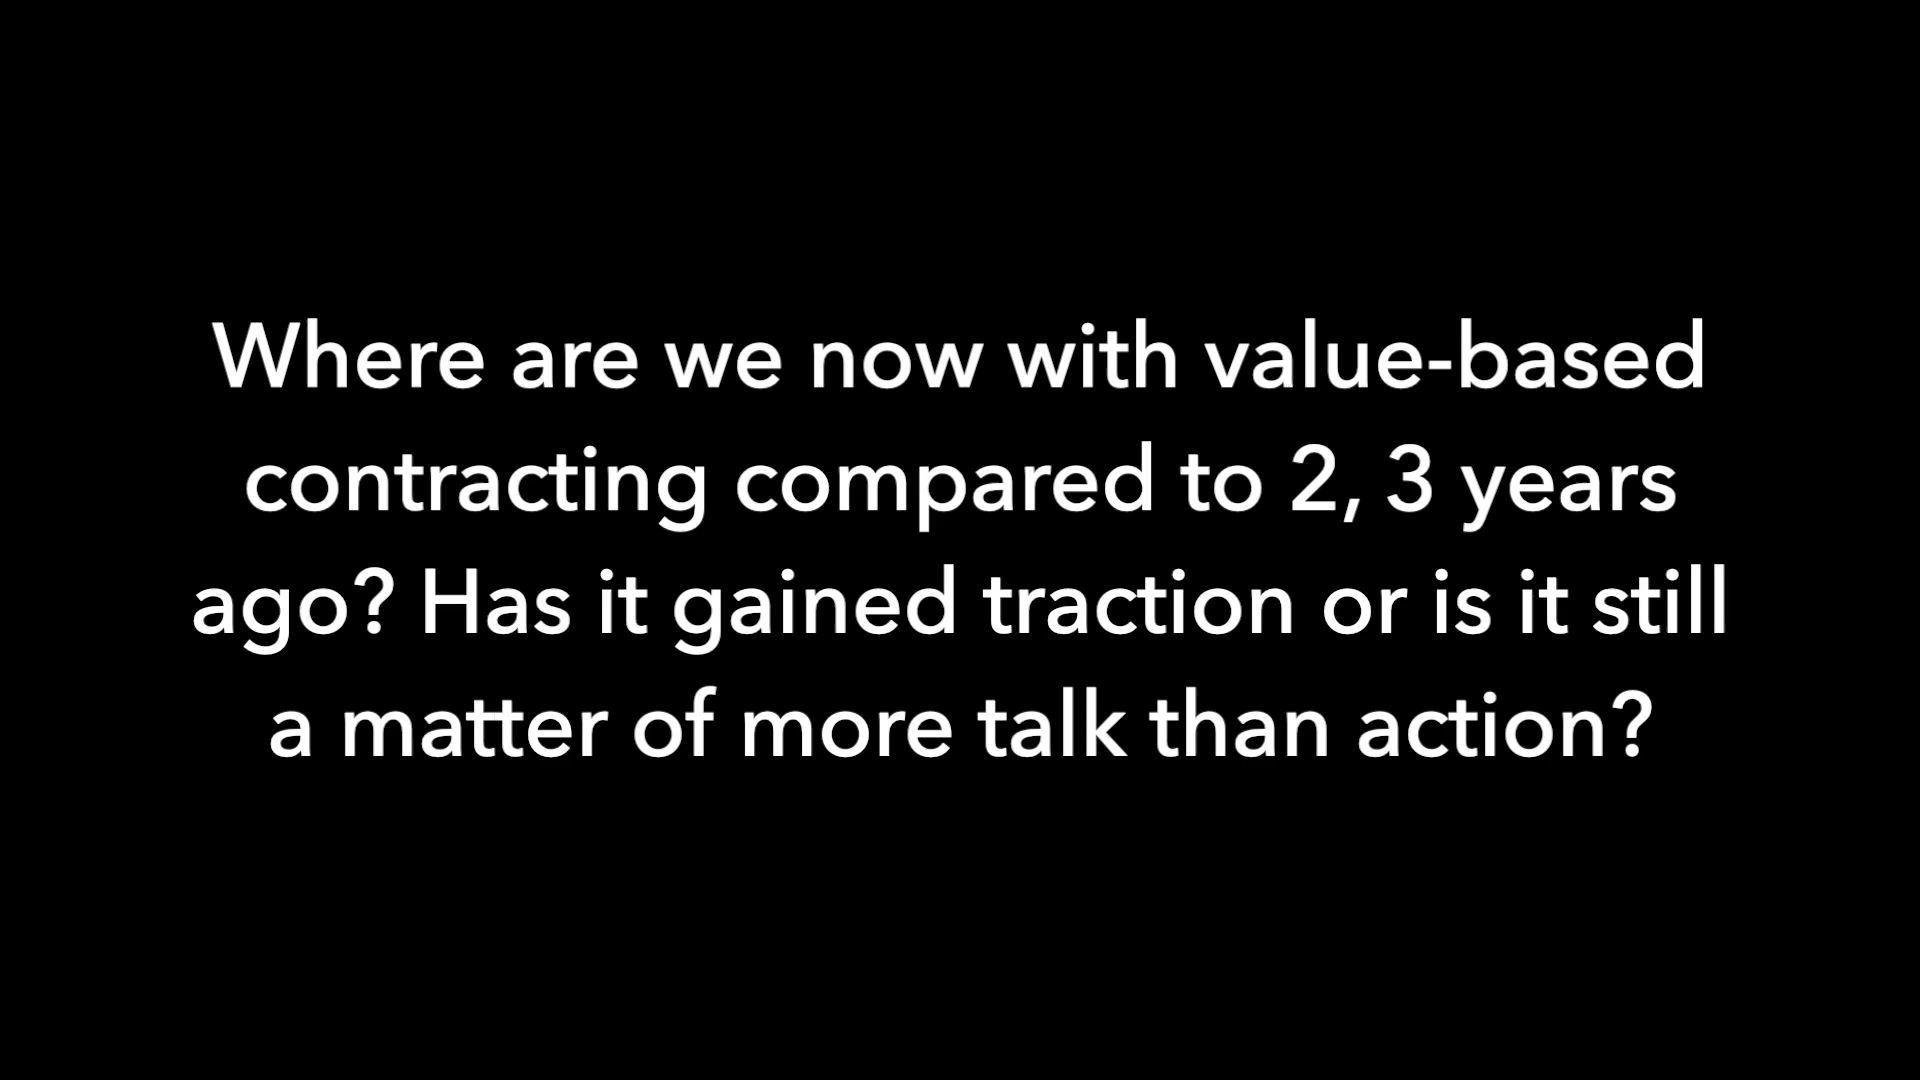 Where are we now with value-based
contracting compared to 2, 3 years
ago? Has it gained traction or is it still
a matter of more talk than action?